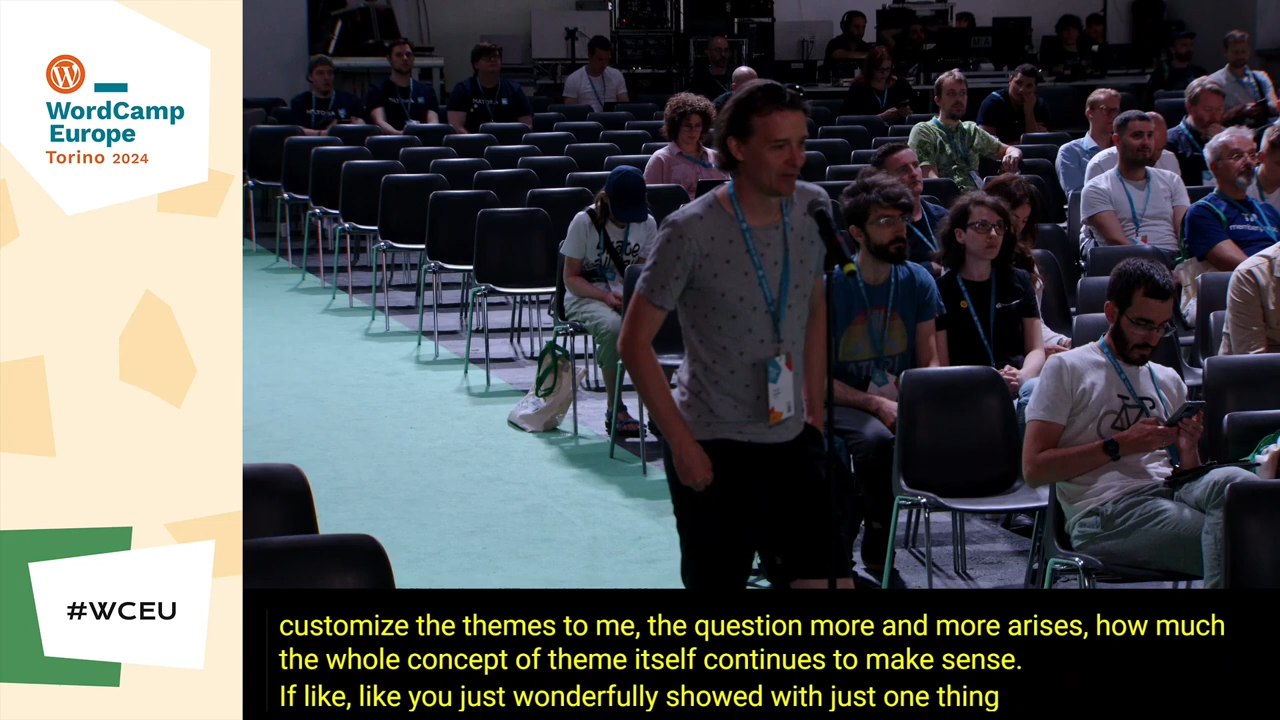 WordCamp
Europe
Torino 2024
#WCEU
customize the themes to me, the question more and more arises, how much
the whole concept of theme itself continues to make sense.
If like, like you just wonderfully showed with just one thing